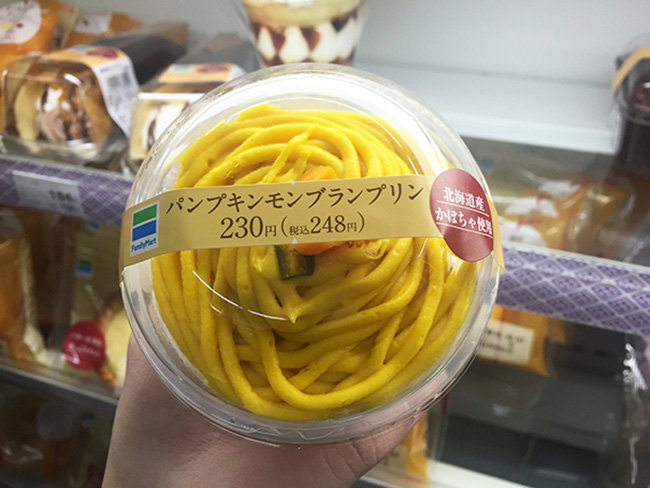 パンプキンモンブランプリン
230円(税込248円)
FamilyMart
北海道産
かぼちゃ使用